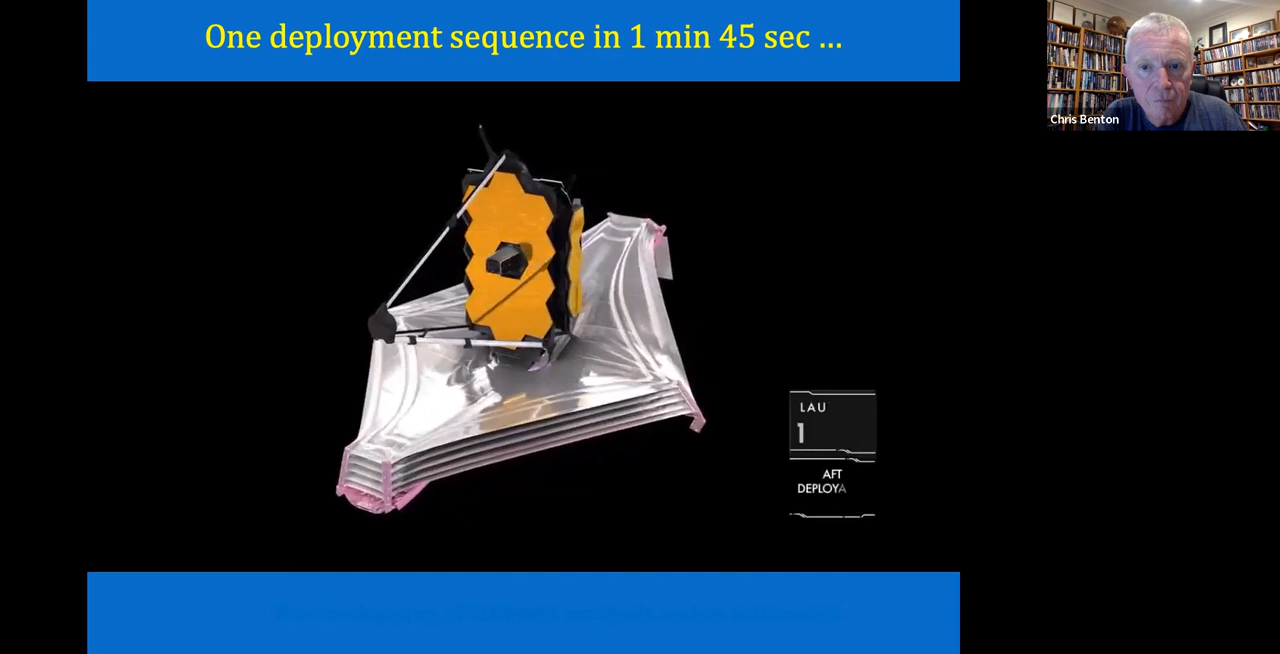 One deployment sequence in 1 min 45 sec ...
Chris Benton
LAU
1
AFT
DEPLOYA